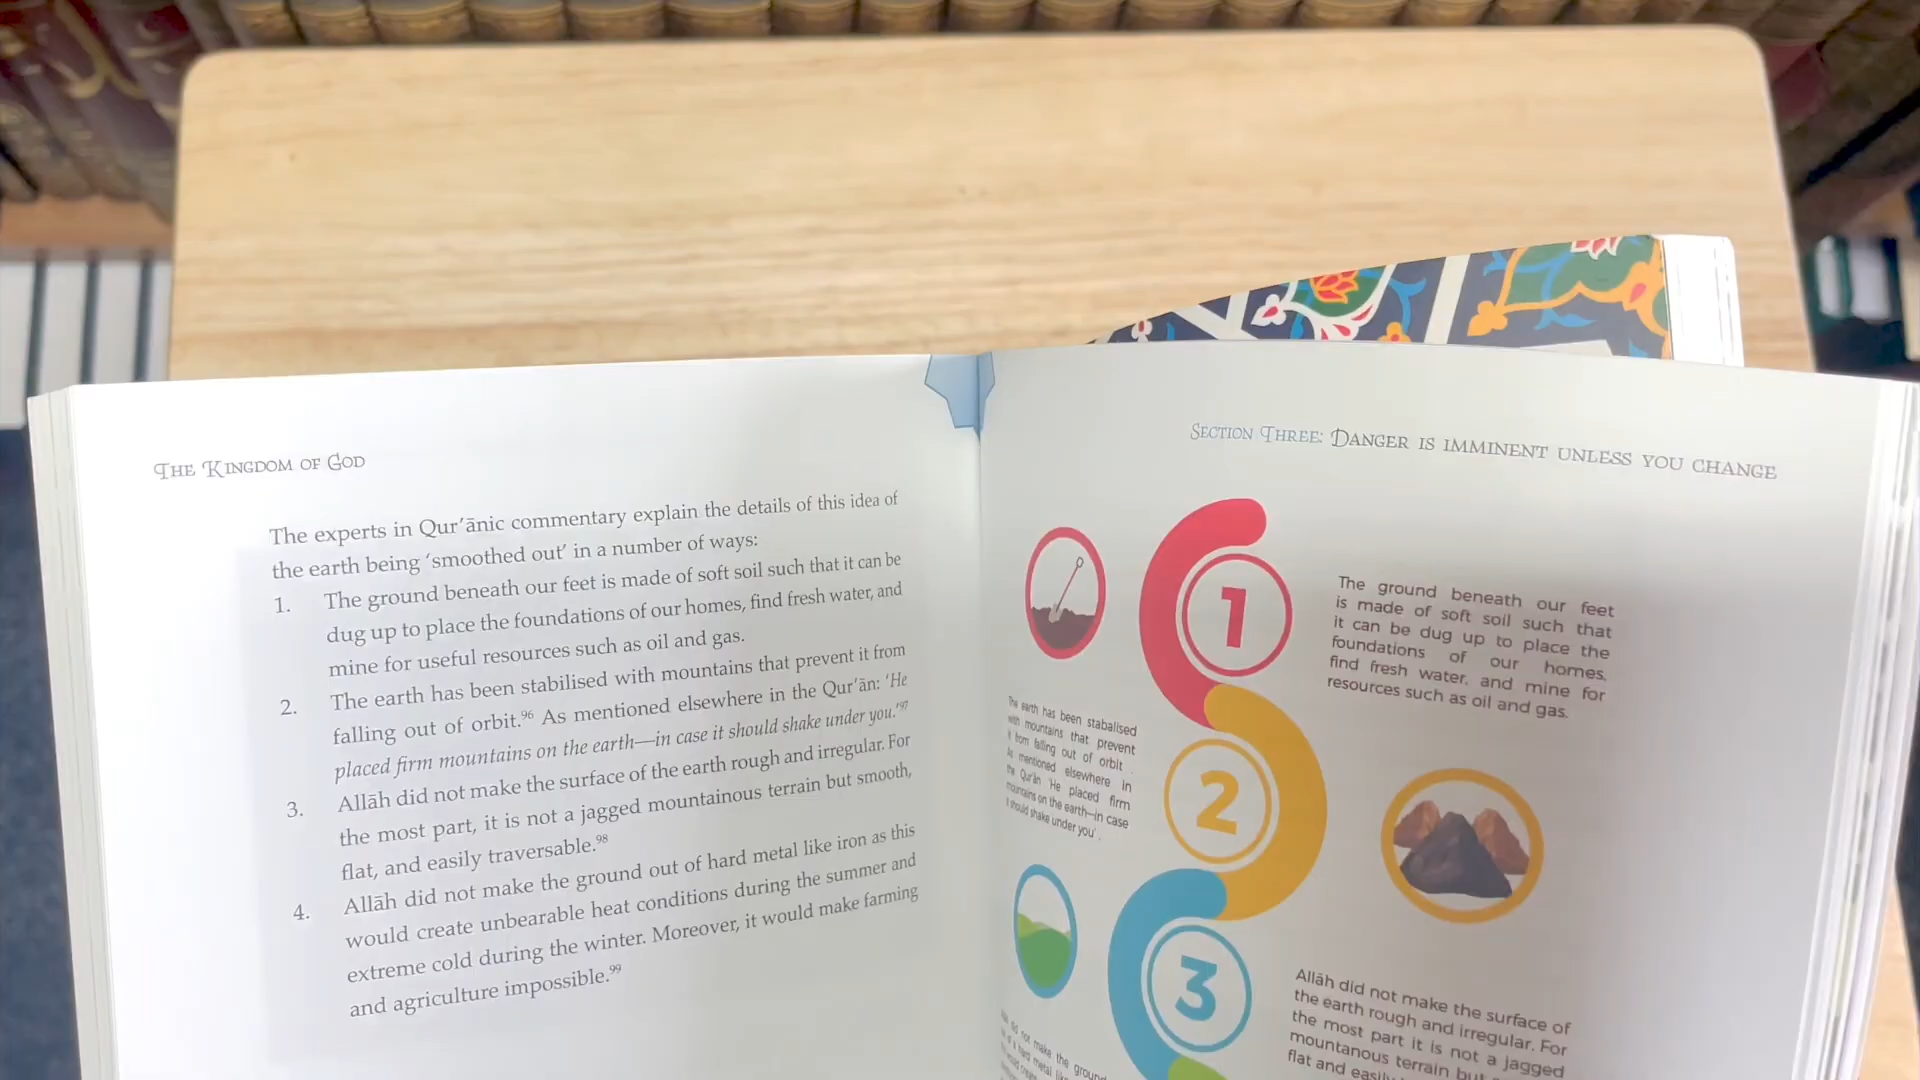 THE KINGDOM OF GOD
The experts in Qur'ānic commentary explain the details of this idea of
the earth being 'smoothed out' in a number of ways:
1. The ground beneath our feet is made of soft soil such that it can be
dug up to place the foundations of our homes, find fresh water, and
mine for useful resources such as oil and gas.
2. The earth has been stabilised with mountains that prevent it from
falling out of orbit.96 As mentioned elsewhere in the Qur'ān: 'He
placed firm mountains on the earth—in case it should shake under you.'97
3. Allāh did not make the surface of the earth rough and irregular. For
the most part, it is not a jagged mountainous terrain but smooth,
flat, and easily traversable.98
4. Allāh did not make the ground out of hard metal like iron as this
would create unbearable heat conditions during the summer and
extreme cold during the winter. Moreover, it would make farming
and agriculture impossible.99
SECTION THREE: DANGER IS IMMINENT UNLESS YOU CHANGE
1
The ground beneath our feet
is made of soft soil such that
it can be dug up to place the
foundations of our homes,
find fresh water, and mine for
resources such as oil and gas.
The earth has been stabalised
with mountains that prevent
it from falling out of orbit .
As mentioned elsewhere in
the Qur'ān 'He placed firm
mountains on the earth—in case
it should shake under you' .
2
3
Allāh did not make the surface of
the earth rough and irregular. For
the most part it is not a jagged
mountanous terrain but
flat and
did not make the ground